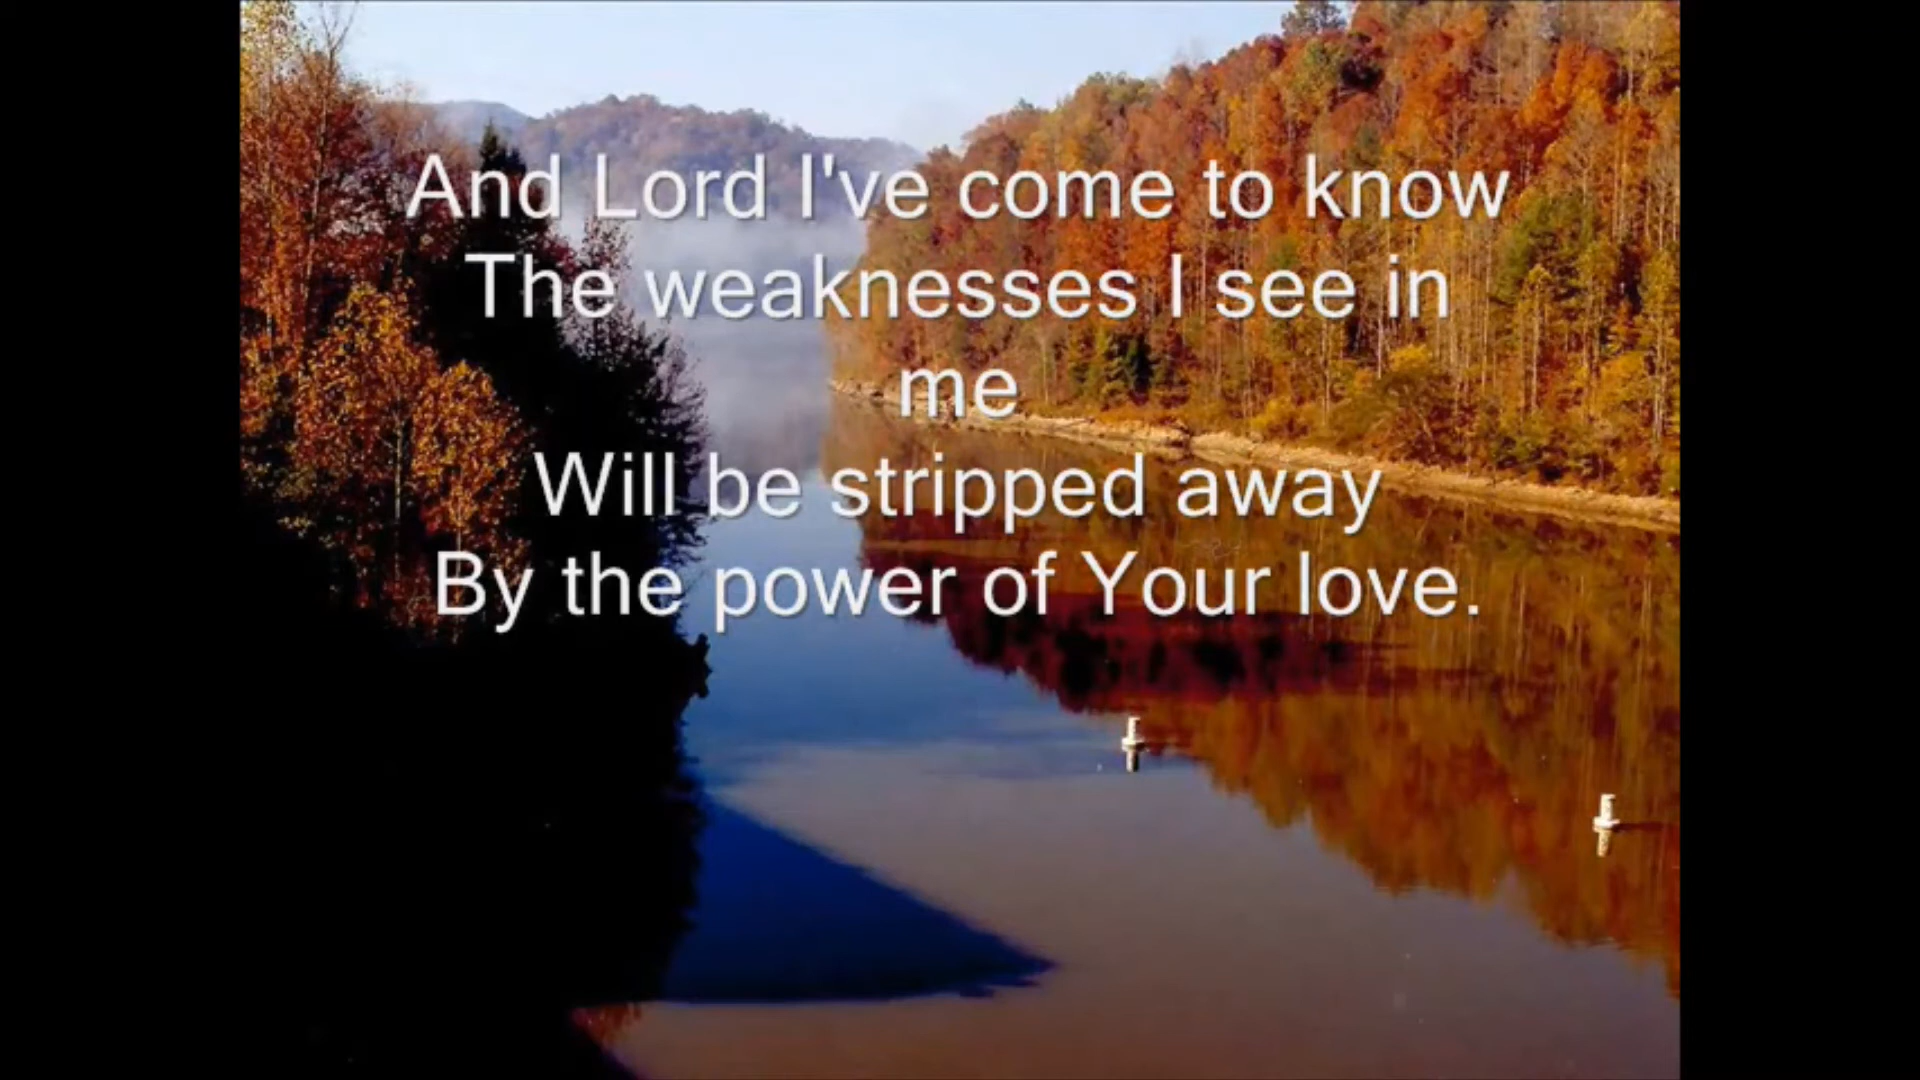 And Lord I've come to know
The weaknesses I see in
me
Will be stripped away
By the power of Your love.